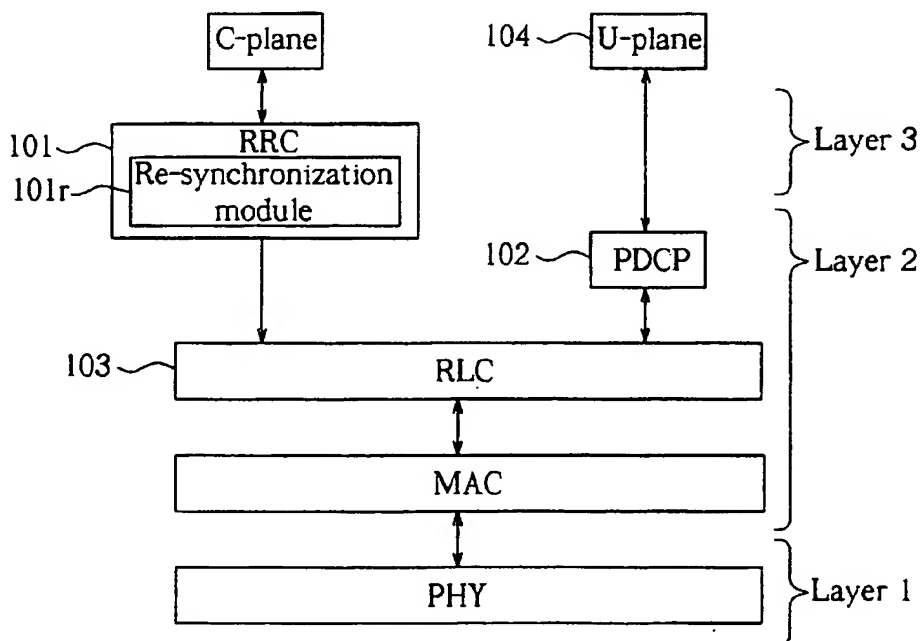 C-plane
104
U-plane
101
RRC
101r
Re-synchronization
module
Layer 3
102
PDCP
Layer 2
103
RLC
MAC
PHY
Layer 1